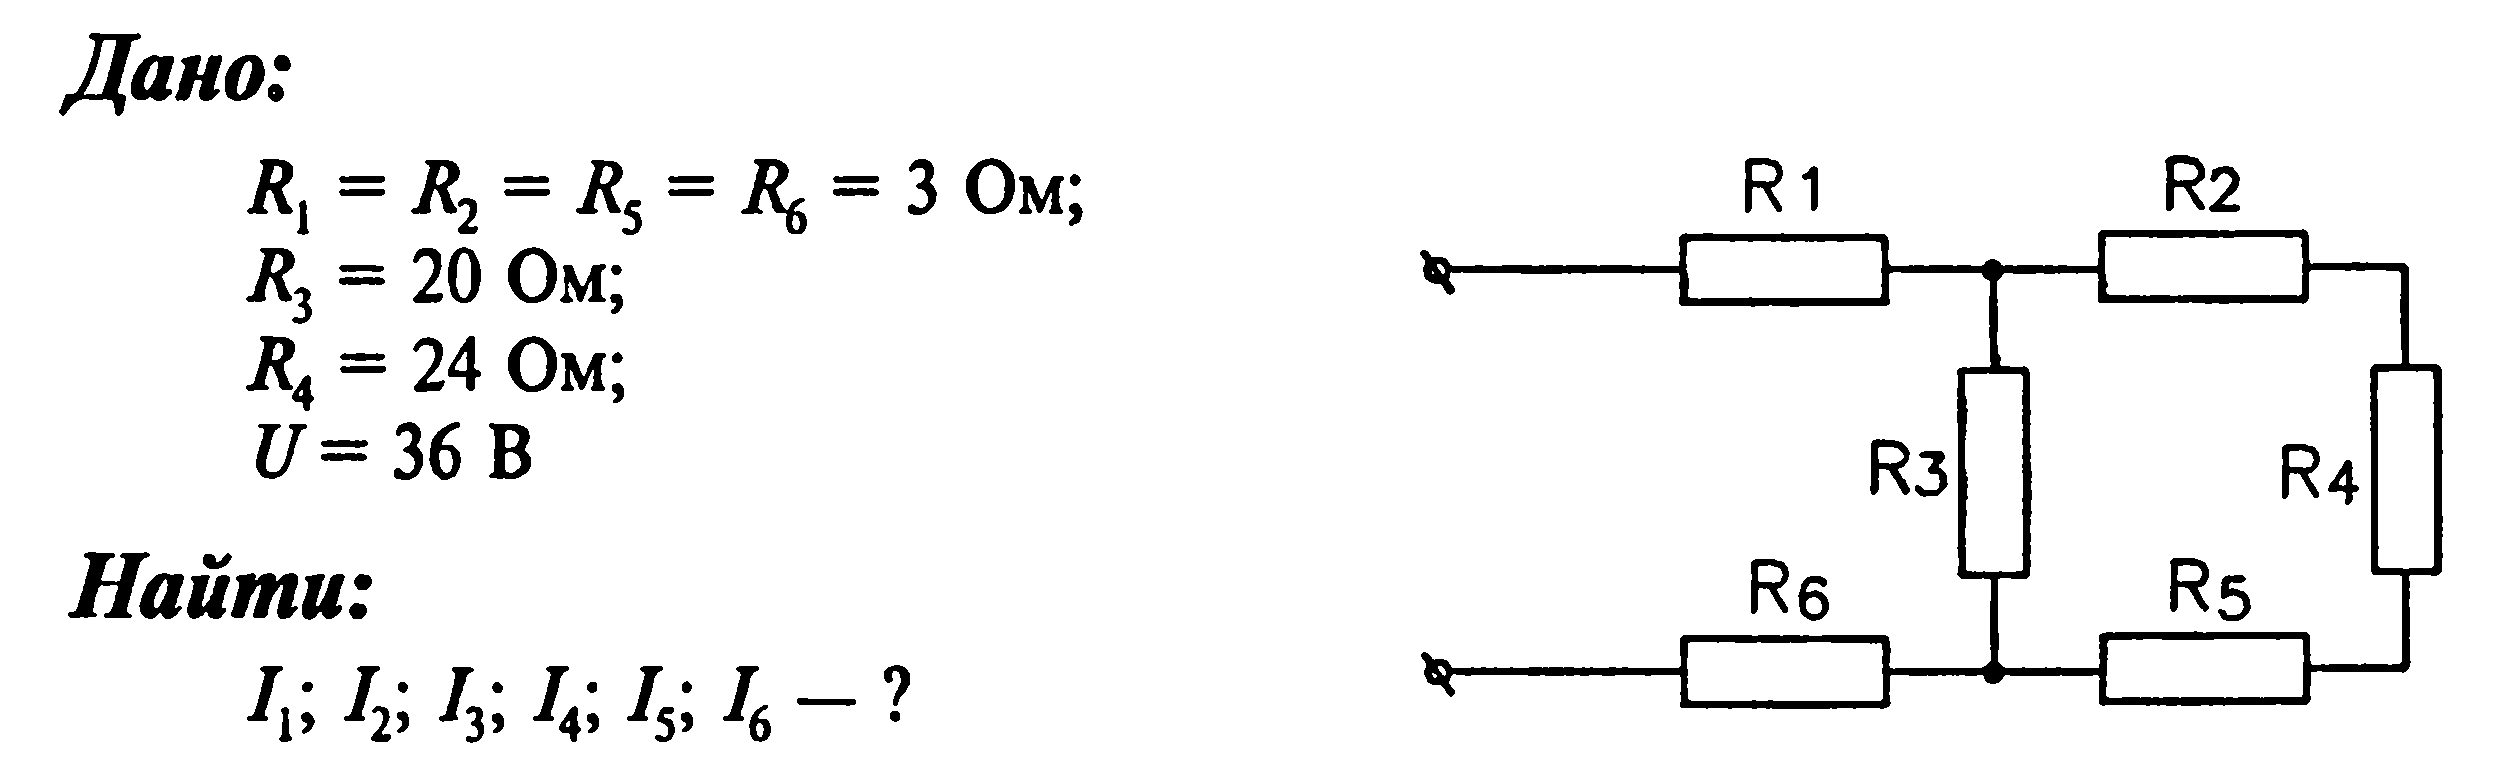 Дано:
R₁ = R₂ = R₅ = R₆ = 3 Ом;
R₃ = 20 Ом;
R₄ = 24 Ом;
U = 36 В
Найти:
I₁; I₂; I₃; I₄; I₅; I₆ — ?
R1
R2
R3
R4
R6
R5